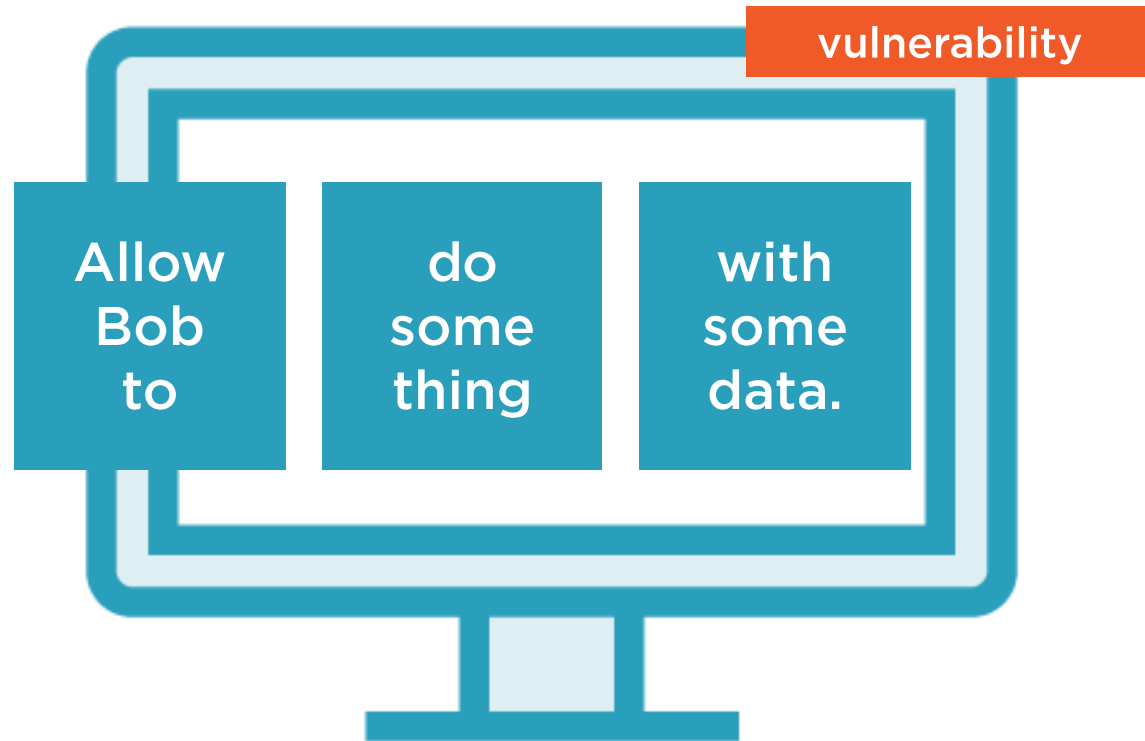 vulnerability
Allow
Bob
to
do
some
thing
with
some
data.